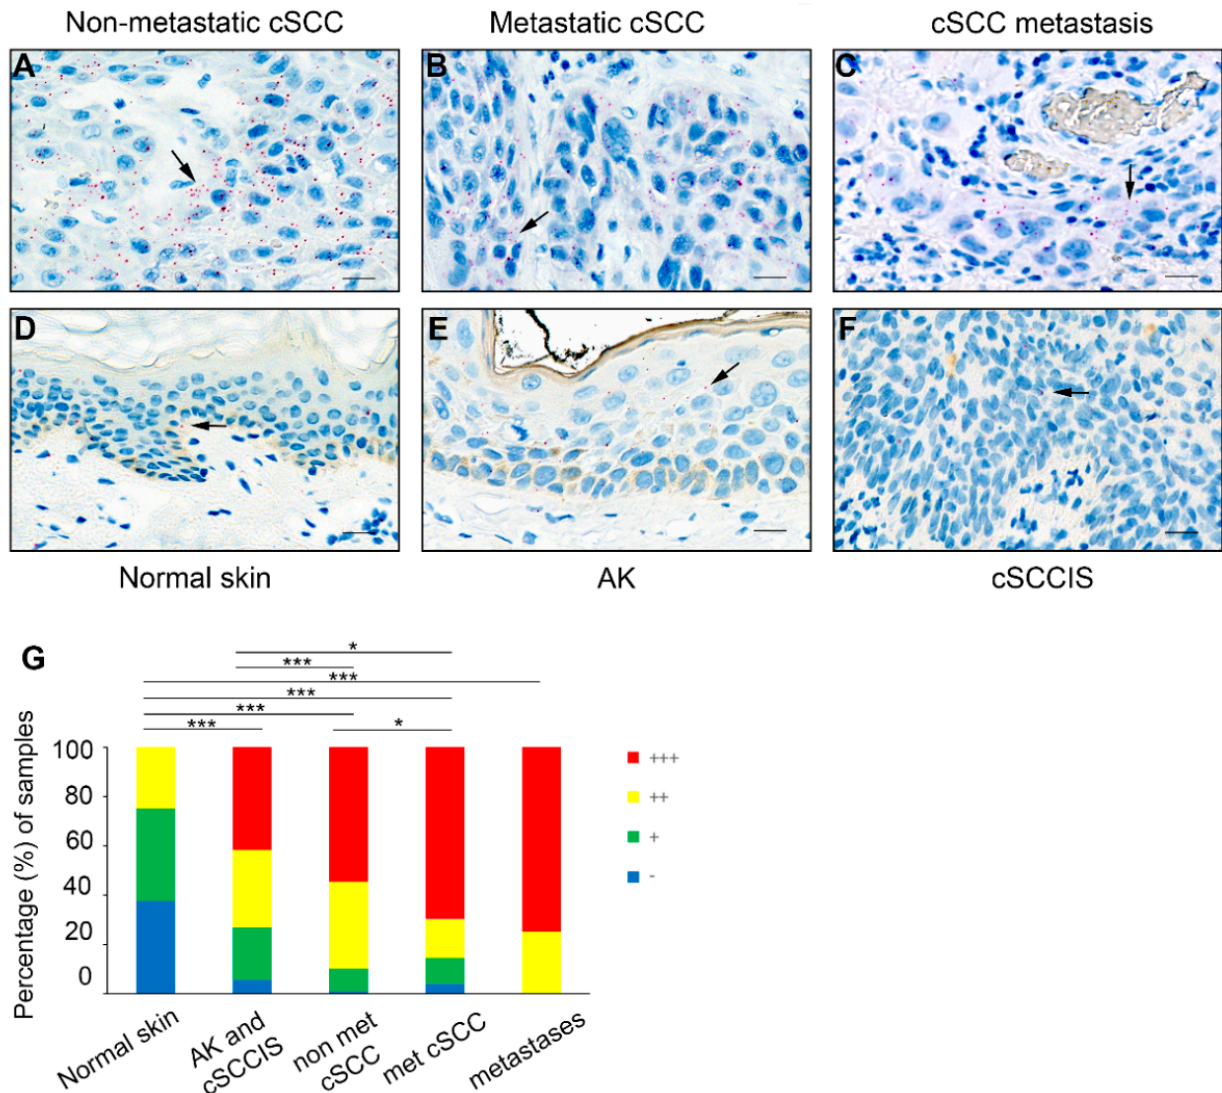 Non-metastatic cSCC
Metastatic cSCC
cSCC metastasis
A
B
C
D
E
F
Normal skin
AK
cSCCIS
G
*
***
***
***
***
***
*
Percentage (%) of samples
100
80
60
40
20
0
+++
++
+
-
Normal skin
AK and
cSCCIS
non met
cSCC
met cSCC
metastases